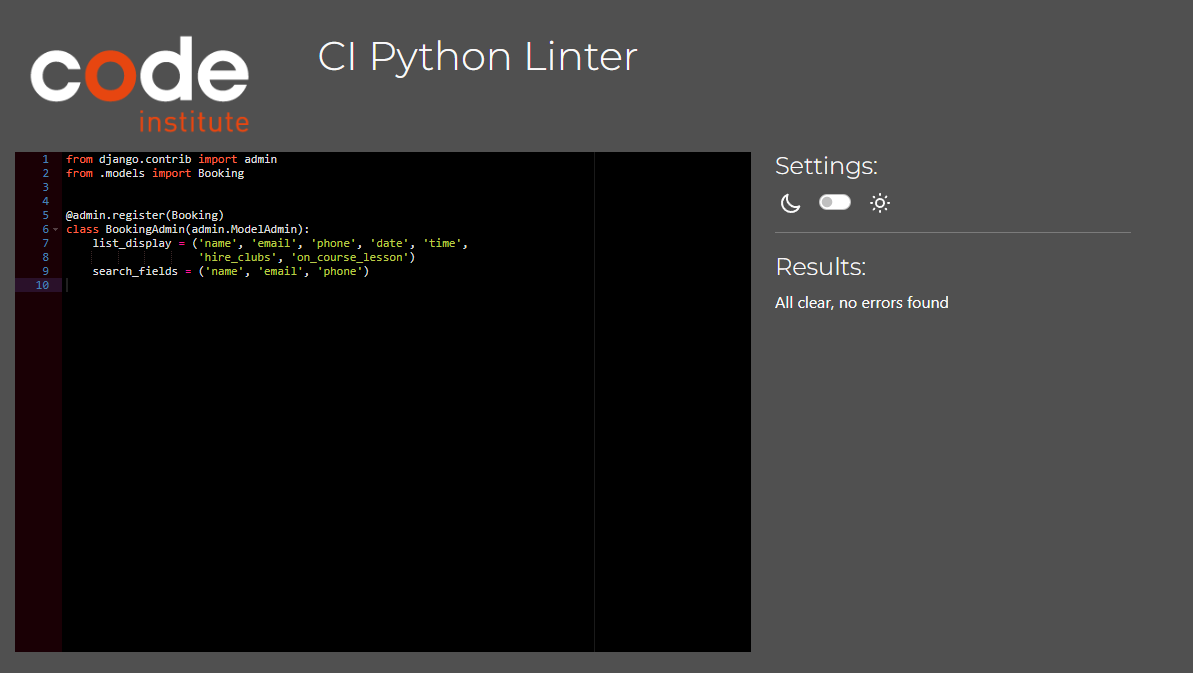 code
institute
CI Python Linter
1 from django.contrib import admin
2 from .models import Booking
3
4
5 @admin.register(Booking)
6 class BookingAdmin(admin.ModelAdmin):
7     list_display = ('name', 'email', 'phone', 'date', 'time',
8                     'hire_clubs', 'on_course_lesson')
9     search_fields = ('name', 'email', 'phone')
10
Settings:
Results:
All clear, no errors found